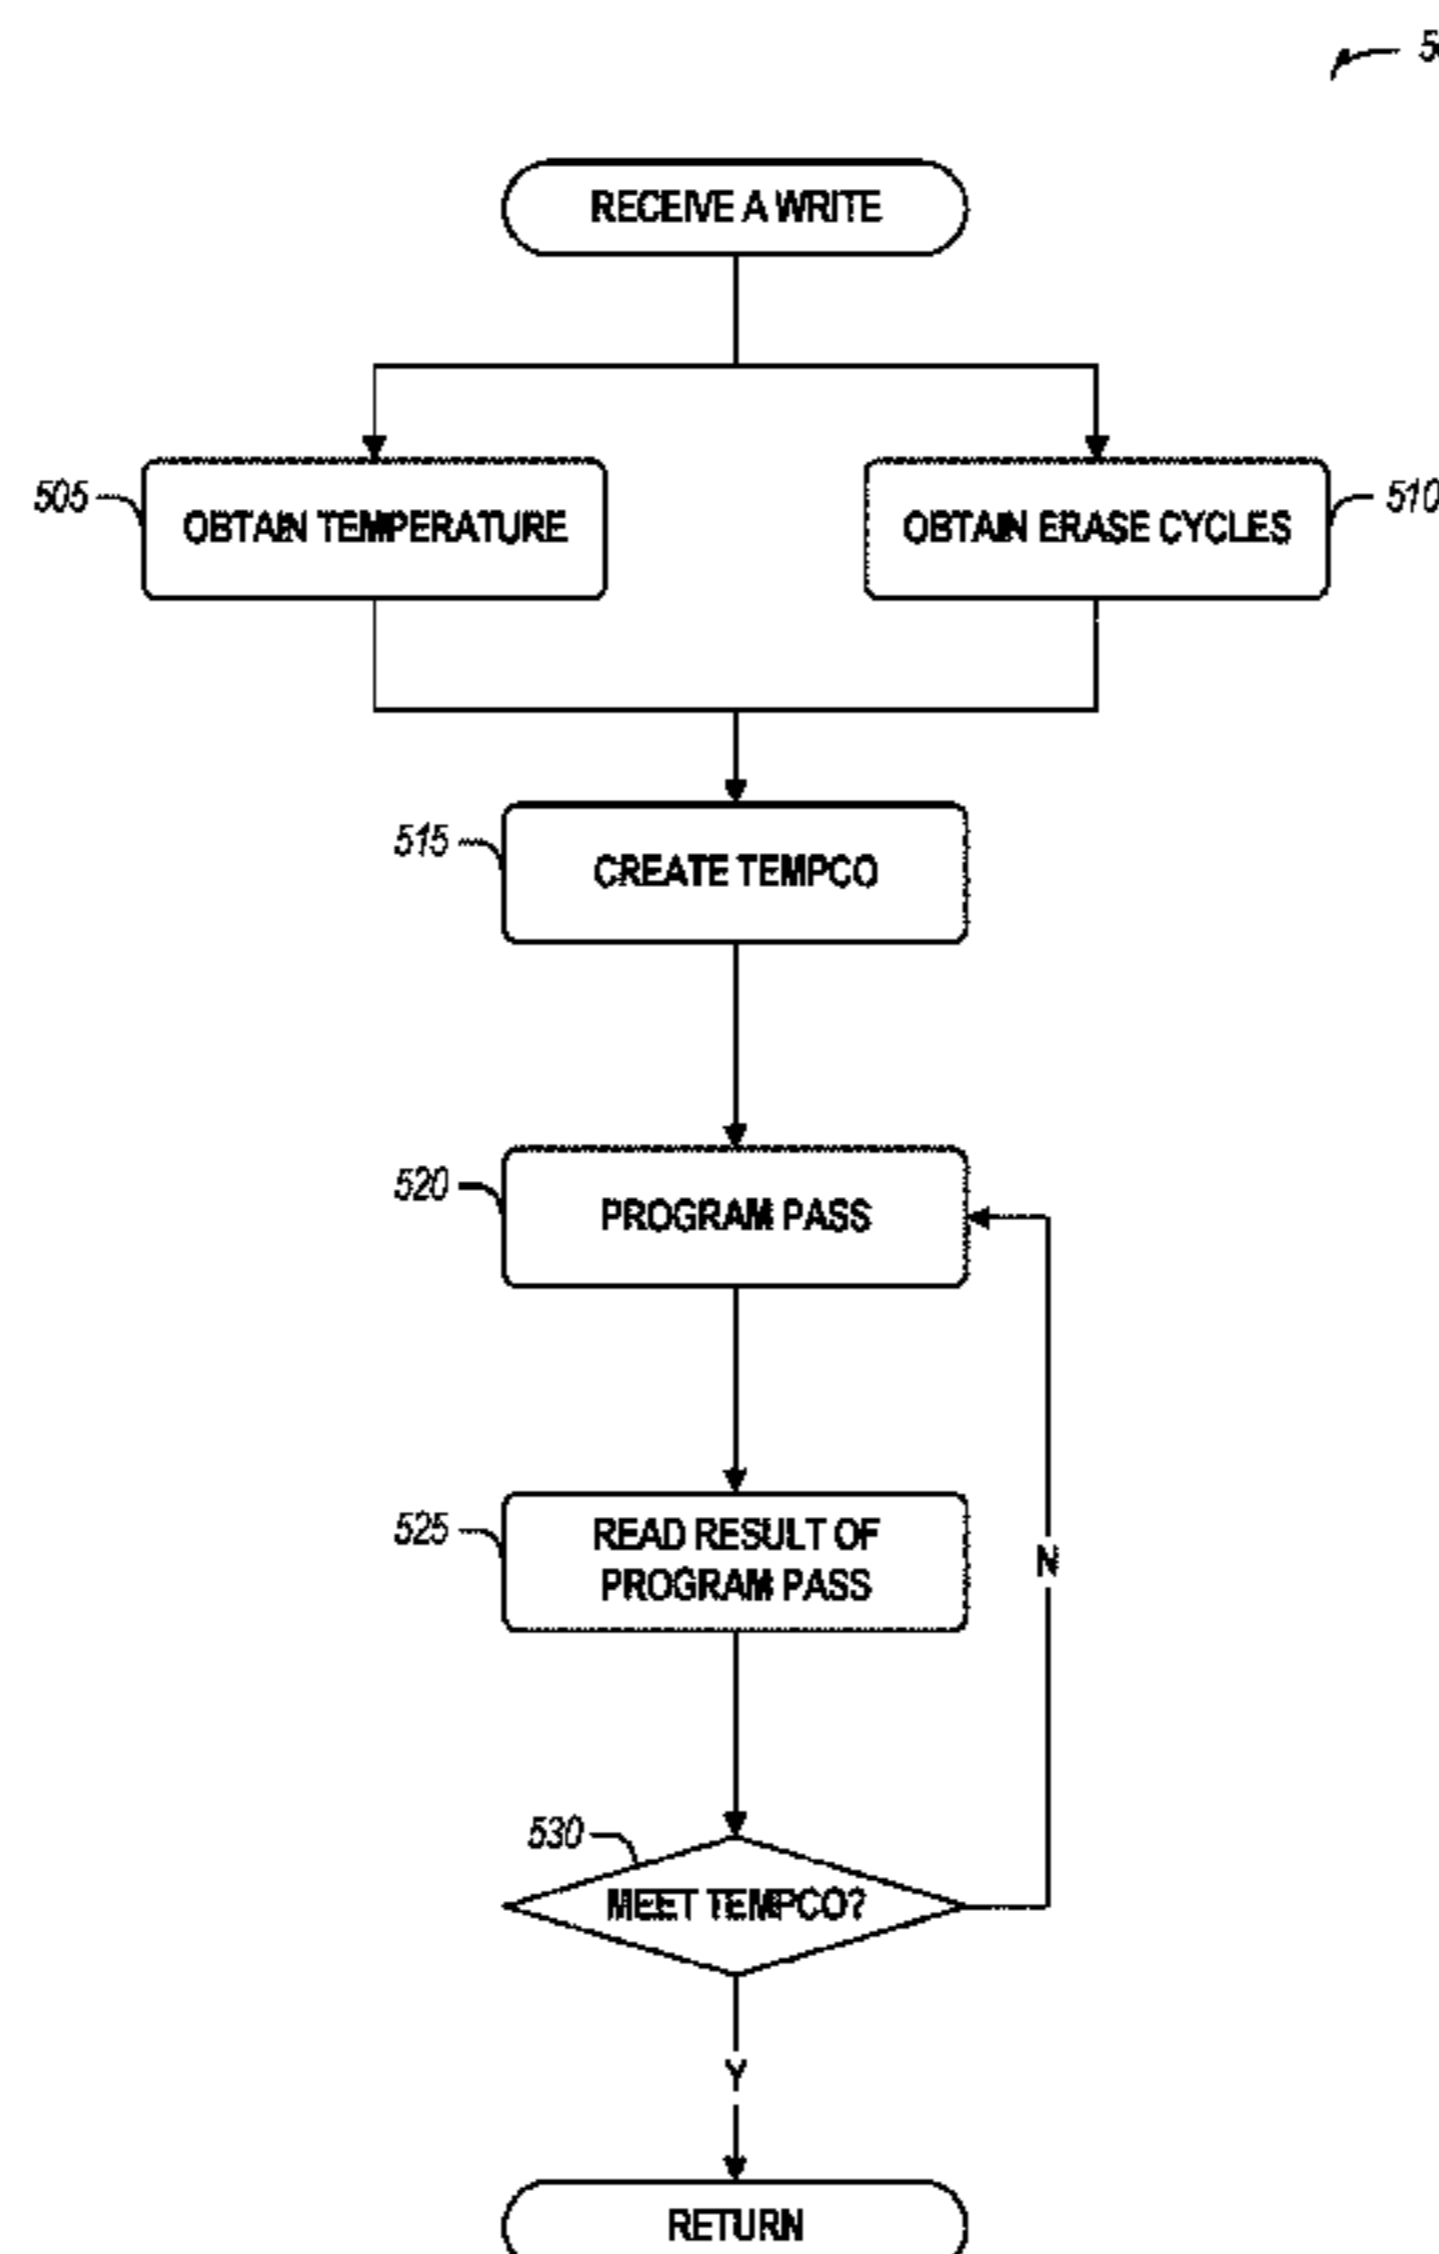 RECEIVE A WRITE
505
OBTAIN TEMPERATURE
OBTAIN ERASE CYCLES
510
515
CREATE TEMPCO
520
PROGRAM PASS
525
READ RESULT OF
PROGRAM PASS
N
530
MEET TEMPCO?
Y
RETURN